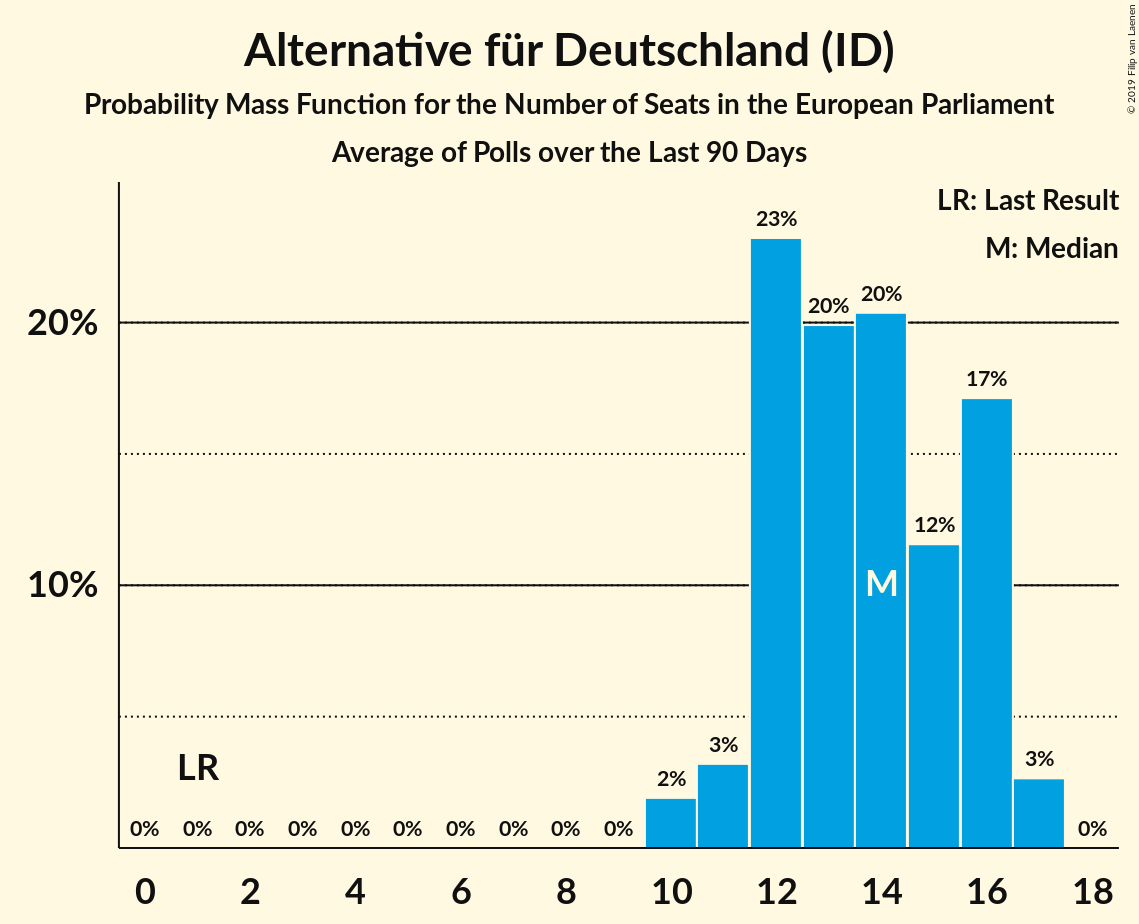 Alternative für Deutschland (ID)
Probability Mass Function for the Number of Seats in the European Parliament
Average of Polls over the Last 90 Days
© 2019 Filip van Laenen
LR: Last Result
M: Median
20%
10%
23%
20%
20%
17%
12%
M
LR
3%
2%
3%
0% 0% 0% 0% 0% 0% 0% 0% 0% 0% 0%
0 2 4 6 8 10 12 14 16 18